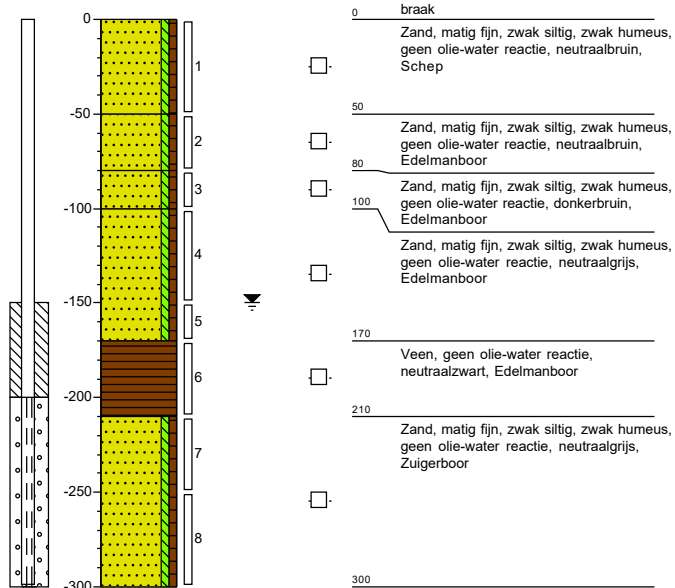 0
-50
-100
-150
-200
-250
-300
1
2
3
4
5
6
7
8
0
braak
Zand, matig fijn, zwak siltig, zwak humeus,
geen olie-water reactie, neutraalbruin,
Schep
50
Zand, matig fijn, zwak siltig, zwak humeus,
geen olie-water reactie, neutraalbruin,
Edelmanboor
80
Zand, matig fijn, zwak siltig, zwak humeus,
geen olie-water reactie, donkerbruin,
Edelmanboor
100
Zand, matig fijn, zwak siltig, zwak humeus,
geen olie-water reactie, neutraalgrijs,
Edelmanboor
170
Veen, geen olie-water reactie,
neutraalzwart, Edelmanboor
210
Zand, matig fijn, zwak siltig, zwak humeus,
geen olie-water reactie, neutraalgrijs,
Zuigerboor
300